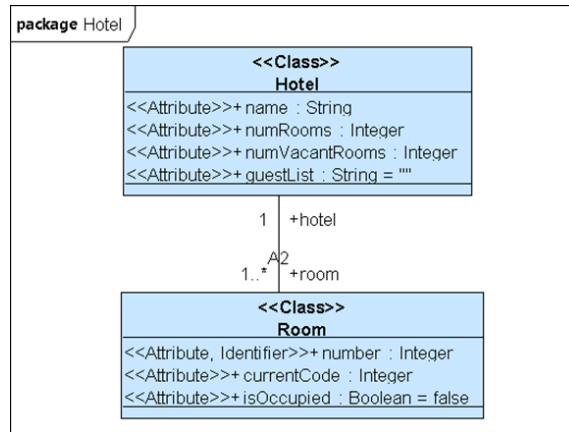 package Hotel
<<Class>>
Hotel
<<Attribute>>+ name : String
<<Attribute>>+ numRooms : Integer
<<Attribute>>+ numVacantRooms : Integer
<<Attribute>>+ guestList : String = ""
1 +hotel
A2
1..* +room
<<Class>>
Room
<<Attribute, Identifier>>+ number : Integer
<<Attribute>>+ currentCode : Integer
<<Attribute>>+ isOccupied : Boolean = false